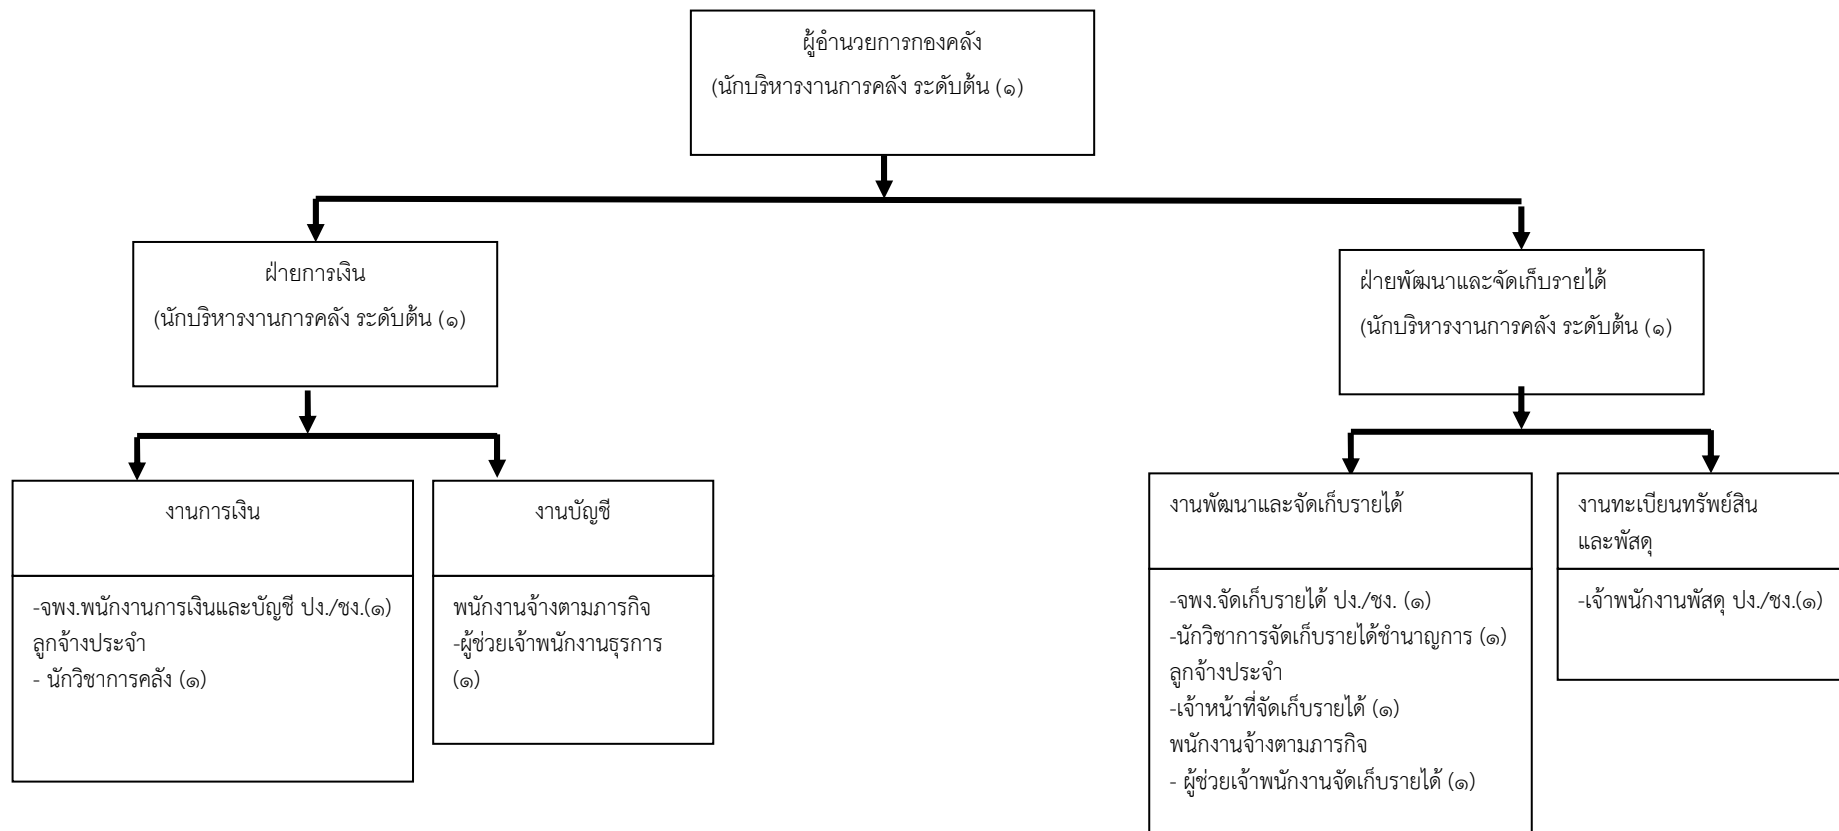 ผู้อำนวยการกองคลัง
(นักบริหารงานการคลัง ระดับต้น (๑)
ฝ่ายการเงิน
(นักบริหารงานการคลัง ระดับต้น (๑)
ฝ่ายพัฒนาและจัดเก็บรายได้
(นักบริหารงานการคลัง ระดับต้น (๑)
งานการเงิน
-จพง.พนักงานการเงินและบัญชี ปง./ชง.(๑)
ลูกจ้างประจำ
- นักวิชาการคลัง (๑)
งานบัญชี
พนักงานจ้างตามภารกิจ
-ผู้ช่วยเจ้าพนักงานธุรการ
(๑)
งานพัฒนาและจัดเก็บรายได้
-จพง.จัดเก็บรายได้ ปง./ชง. (๑)
-นักวิชาการจัดเก็บรายได้ชำนาญการ (๑)
ลูกจ้างประจำ
-เจ้าหน้าที่จัดเก็บรายได้ (๑)
พนักงานจ้างตามภารกิจ
- ผู้ช่วยเจ้าพนักงานจัดเก็บรายได้ (๑)
งานทะเบียนทรัพย์สิน
และพัสดุ
-เจ้าพนักงานพัสดุ ปง./ชง.(๑)